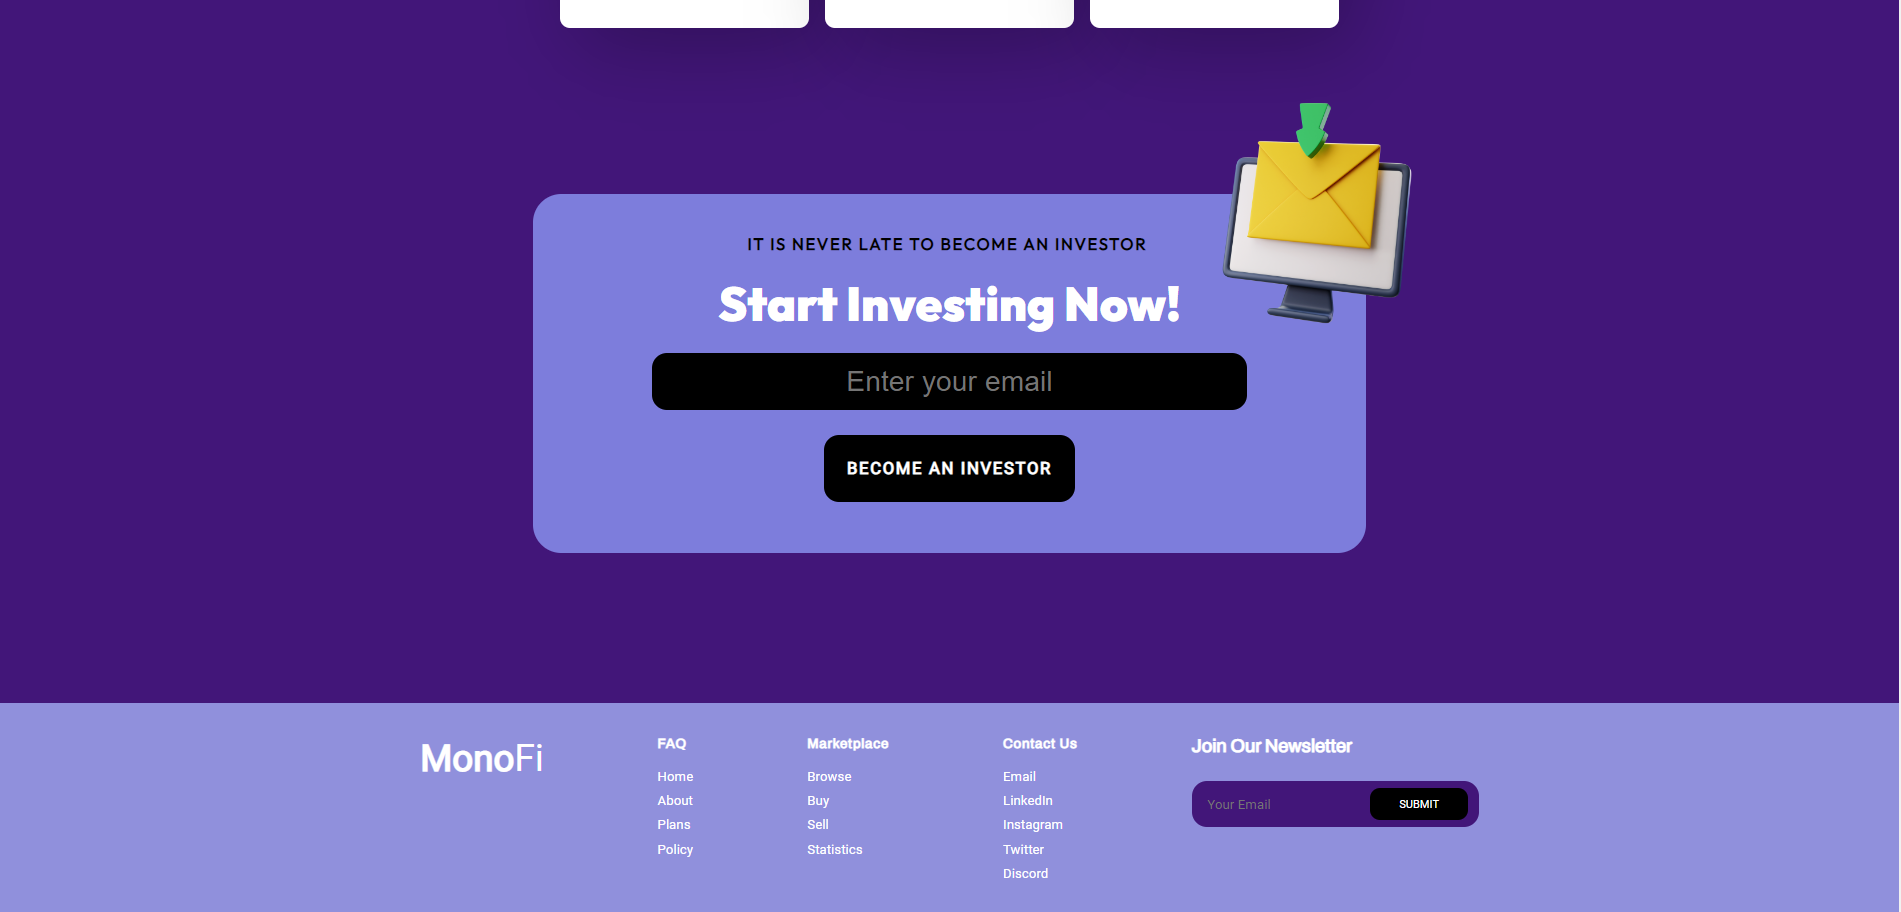 IT IS NEVER LATE TO BECOME AN INVESTOR
Start Investing Now!
Enter your email
BECOME AN INVESTOR
MonoFi
FAQ
Home
About
Plans
Policy
Marketplace
Browse
Buy
Sell
Statistics
Contact Us
Email
LinkedIn
Instagram
Twitter
Discord
Join Our Newsletter
Your Email
SUBMIT